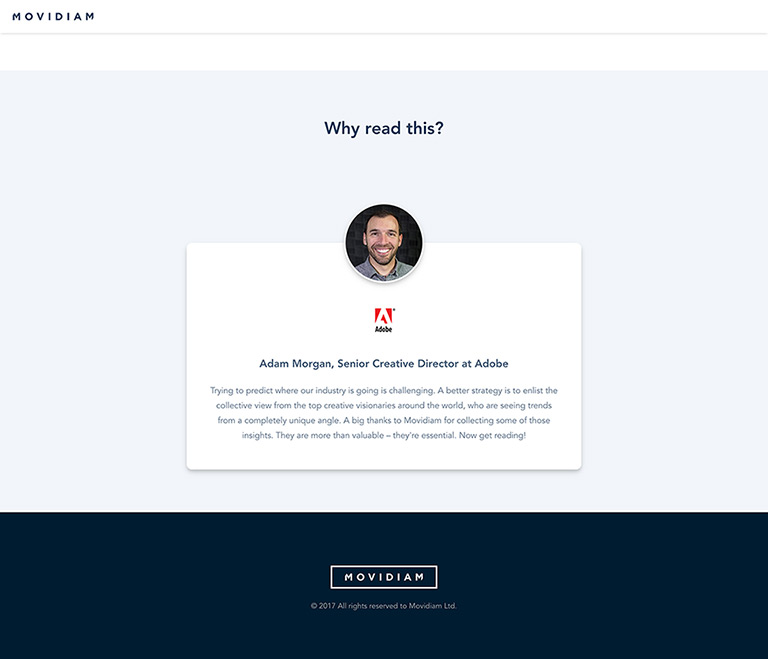 MOVIDIAM
Why read this?
Adobe
Adam Morgan, Senior Creative Director at Adobe
Trying to predict where our industry is going is challenging. A better strategy is to enlist the
collective view from the top creative visionaries around the world, who are seeing trends
from a completely unique angle. A big thanks to Movidiam for collecting some of those
insights. They are more than valuable – they're essential. Now get reading!
MOVIDIAM
© 2017 All rights reserved to Movidiam Ltd.